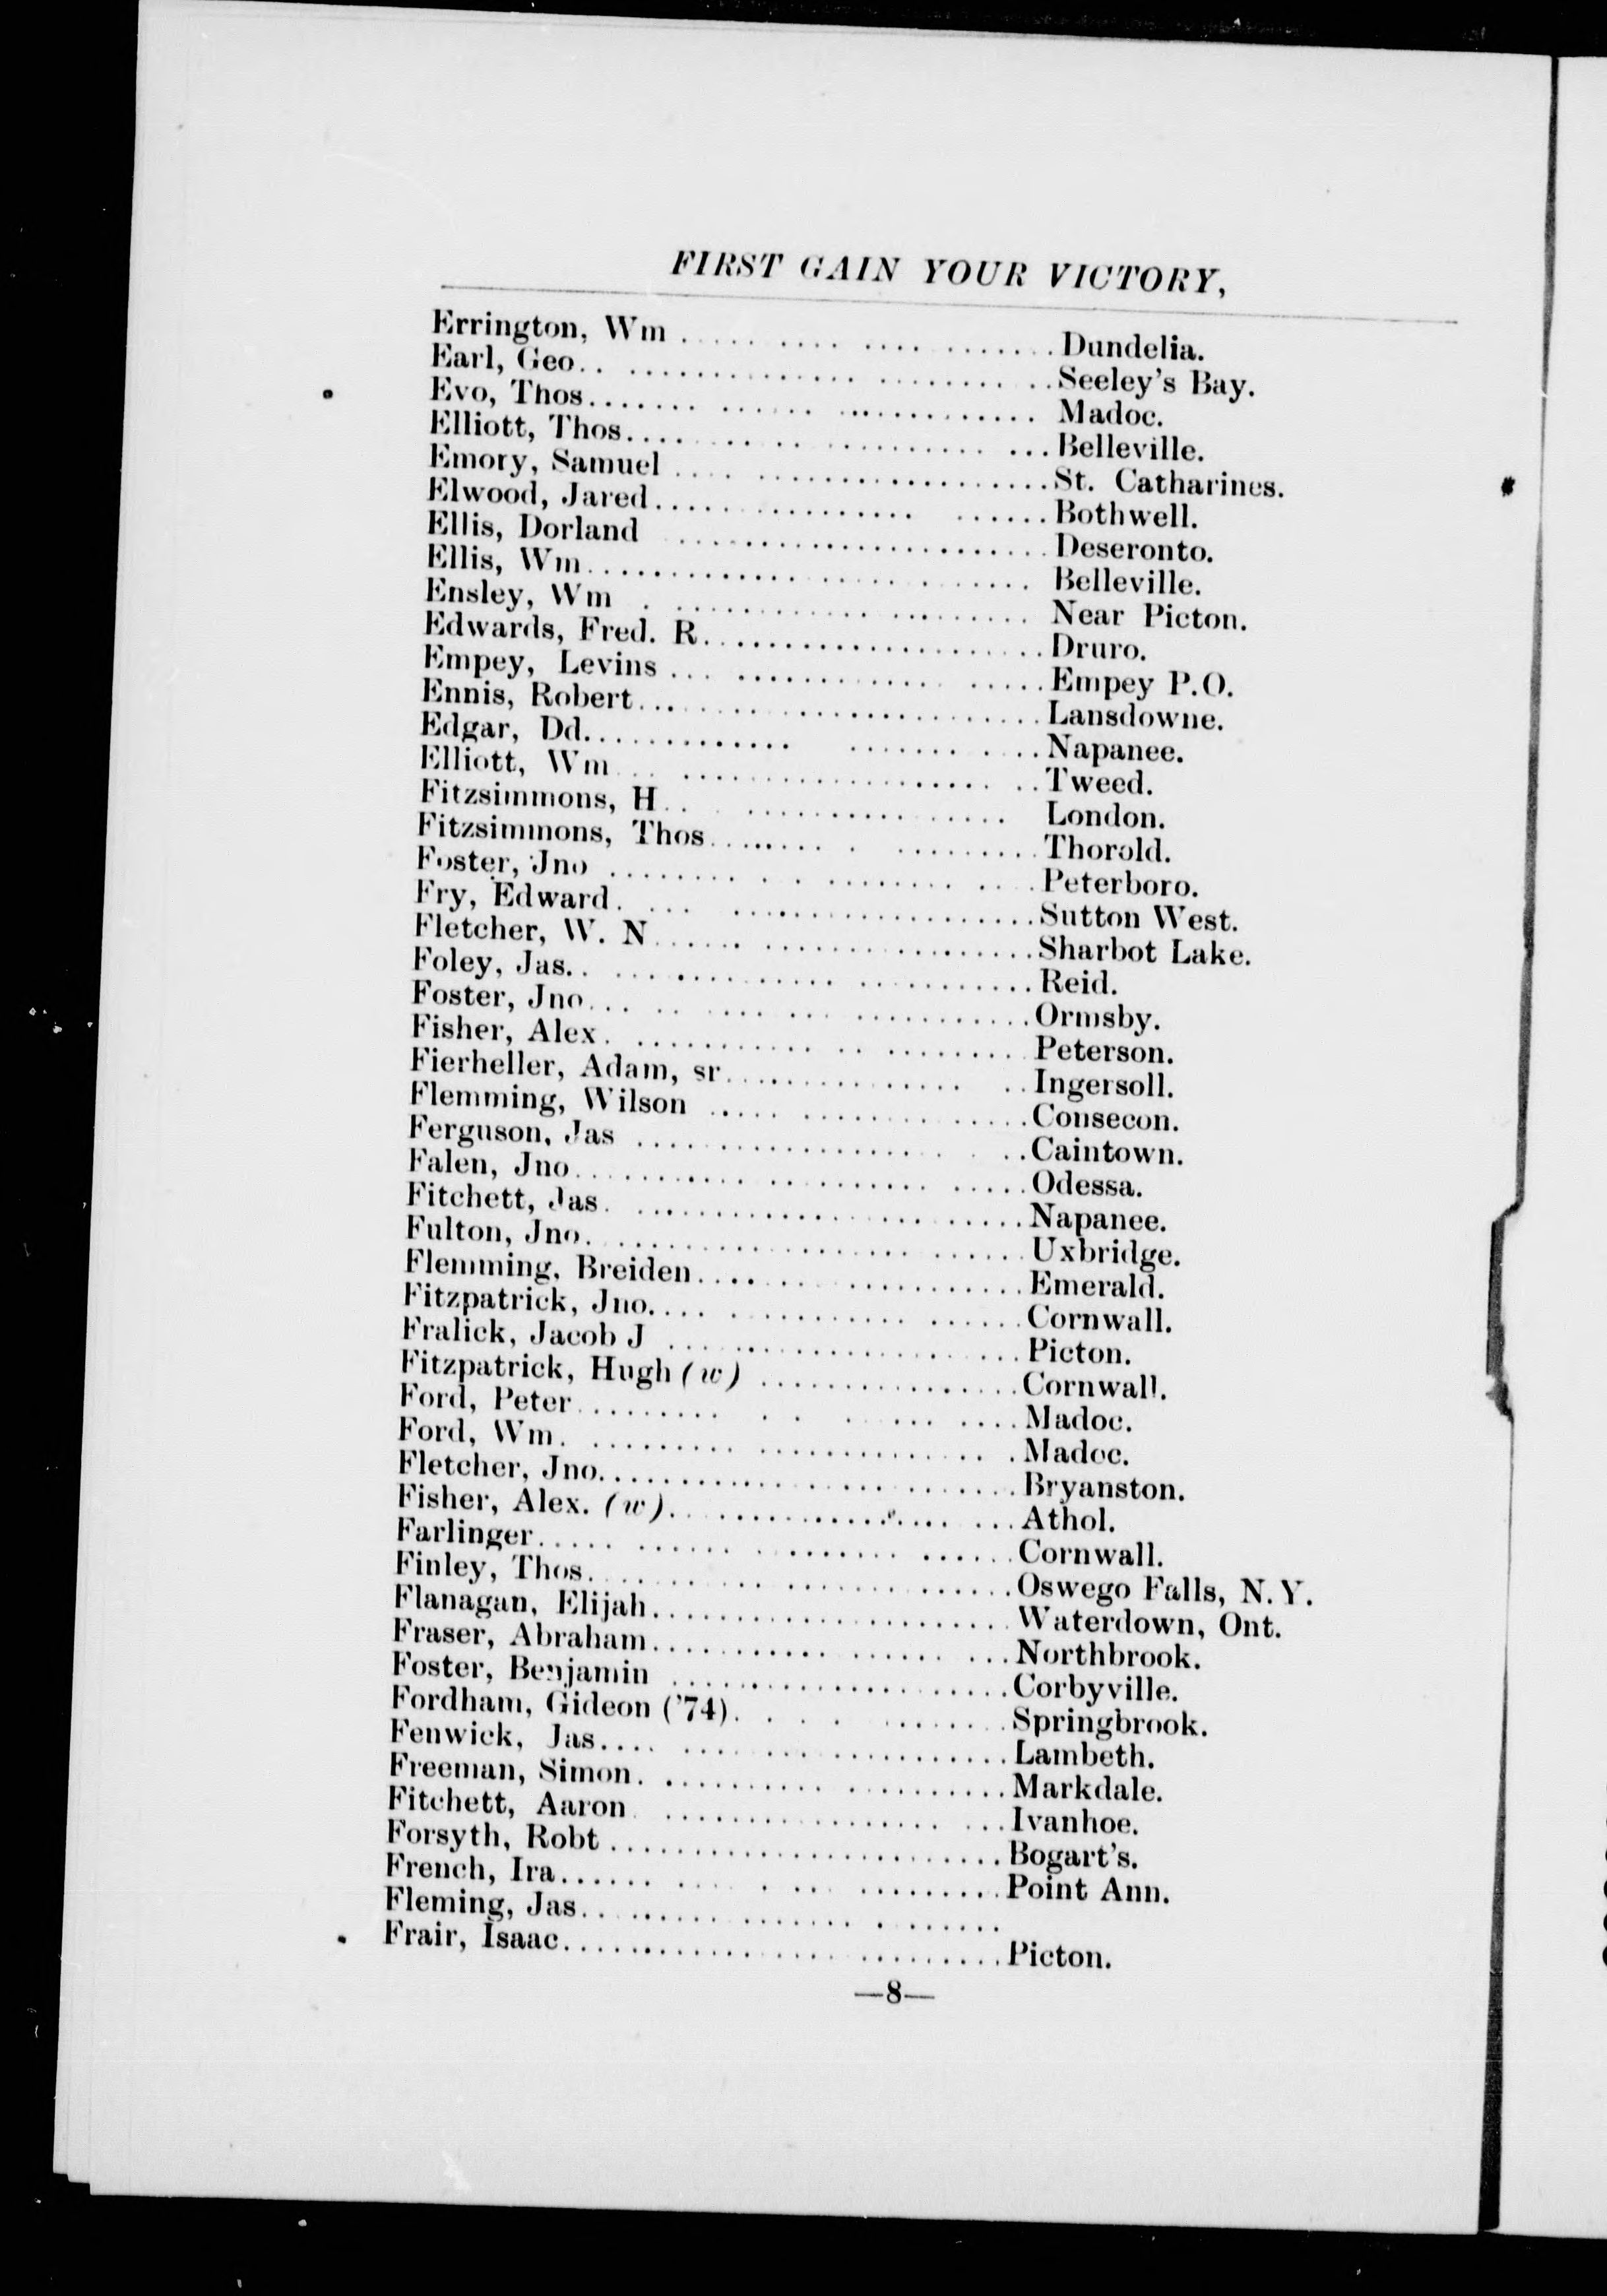 FIRST GAIN YOUR VICTORY,
Errington, Wm ........ Dundelia.
Earl, Geo ........ Seeley's Bay.
Evo, Thos ........ Madoc.
Elliott, Thos ........ Belleville.
Emory, Samuel ........ St. Catharines.
Elwood, Jared ........ Bothwell.
Ellis, Dorland ........ Deseronto.
Ellis, Wm ........ Belleville.
Ensley, Wm ........ Near Picton.
Edwards, Fred. R ........ Druro.
Empey, Levins ........ Empey P.O.
Ennis, Robert ........ Lansdowne.
Edgar, Dd ........ Napanee.
Elliott, Wm ........ Tweed.
Fitzsimmons, H ........ London.
Fitzsimmons, Thos ........ Thorold.
Foster, Jno ........ Peterboro.
Fry, Edward ........ Sutton West.
Fletcher, W. N ........ Sharbot Lake.
Foley, Jas ........ Reid.
Foster, Jno ........ Ormsby.
Fisher, Alex ........ Peterson.
Fierheller, Adam, sr ........ Ingersoll.
Flemming, Wilson ........ Consecon.
Ferguson, Jas ........ Caintown.
Falen, Jno ........ Odessa.
Fitchett, Jas ........ Napanee.
Fulton, Jno ........ Uxbridge.
Flemming, Breiden ........ Emerald.
Fitzpatrick, Jno ........ Cornwall.
Fralick, Jacob J ........ Picton.
Fitzpatrick, Hugh (w) ........ Cornwall.
Ford, Peter ........ Madoc.
Ford, Wm ........ Madoc.
Fletcher, Jno ........ Bryanston.
Fisher, Alex. (w) ........ Athol.
Farlinger ........ Cornwall.
Finley, Thos ........ Oswego Falls, N.Y.
Flanagan, Elijah ........ Waterdown, Ont.
Fraser, Abraham ........ Northbrook.
Foster, Benjamin ........ Corbyville.
Fordham, Gideon ('74) ........ Springbrook.
Fenwick, Jas ........ Lambeth.
Freeman, Simon ........ Markdale.
Fitchett, Aaron ........ Ivanhoe.
Forsyth, Robt ........ Bogart's.
French, Ira ........ Point Ann.
Fleming, Jas ........
Frair, Isaac ........ Picton.
—8—